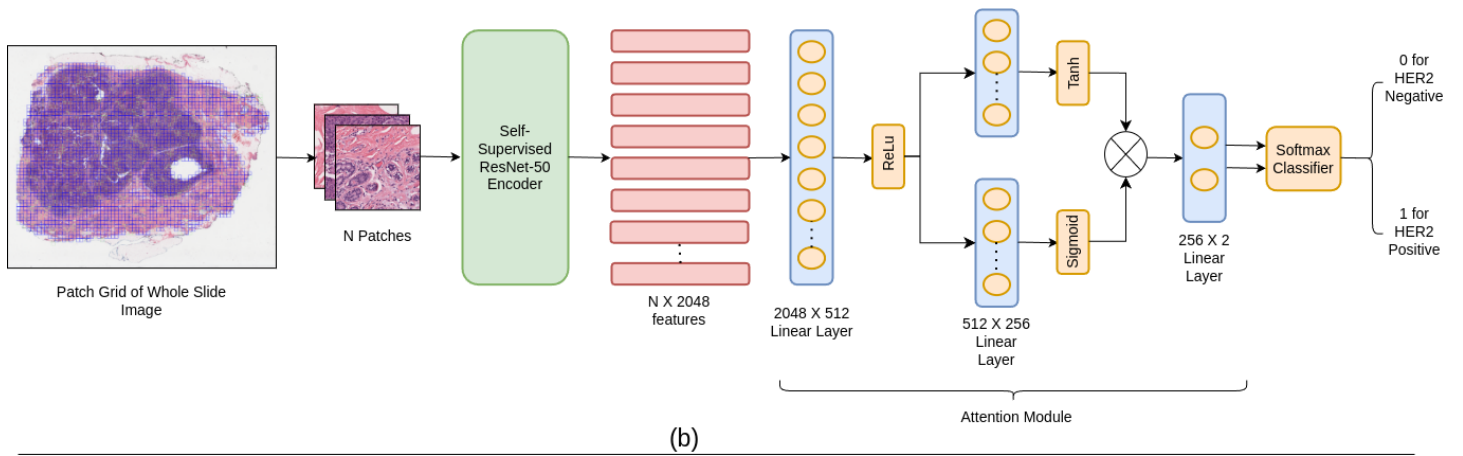 Patch Grid of Whole Slide
Image
N Patches
Self-
Supervised
ResNet-50
Encoder
N X 2048
features
2048 X 512
Linear Layer
ReLu
512 X 256
Linear
Layer
Tanh
Sigmoid
256 X 2
Linear
Layer
Softmax
Classifier
0 for
HER2
Negative
1 for
HER2
Positive
Attention Module
(b)